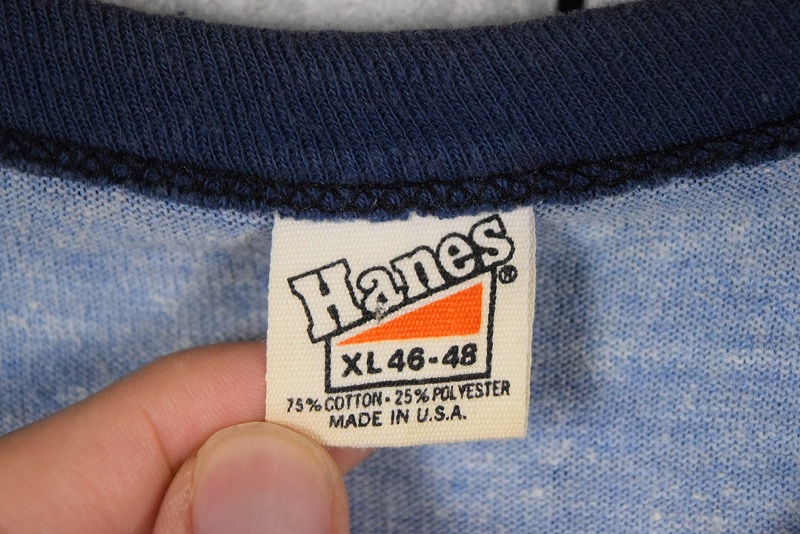 Hanes®
XL 46-48
75% COTTON · 25% POLYESTER
MADE IN U.S.A.